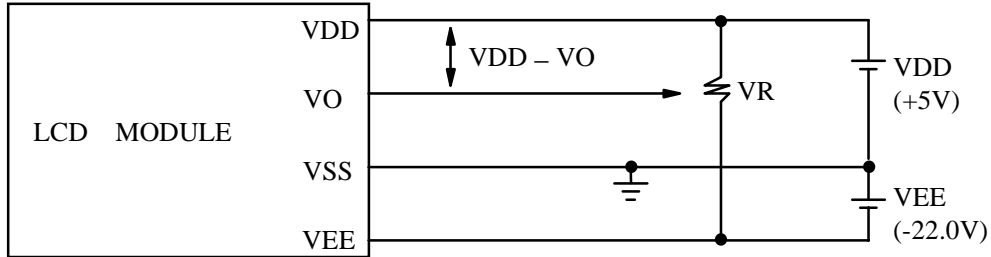 VDD
VDD – VO
VDD
(+5V)
VO
VR
LCD MODULE
VSS
VEE
(-22.0V)
VEE